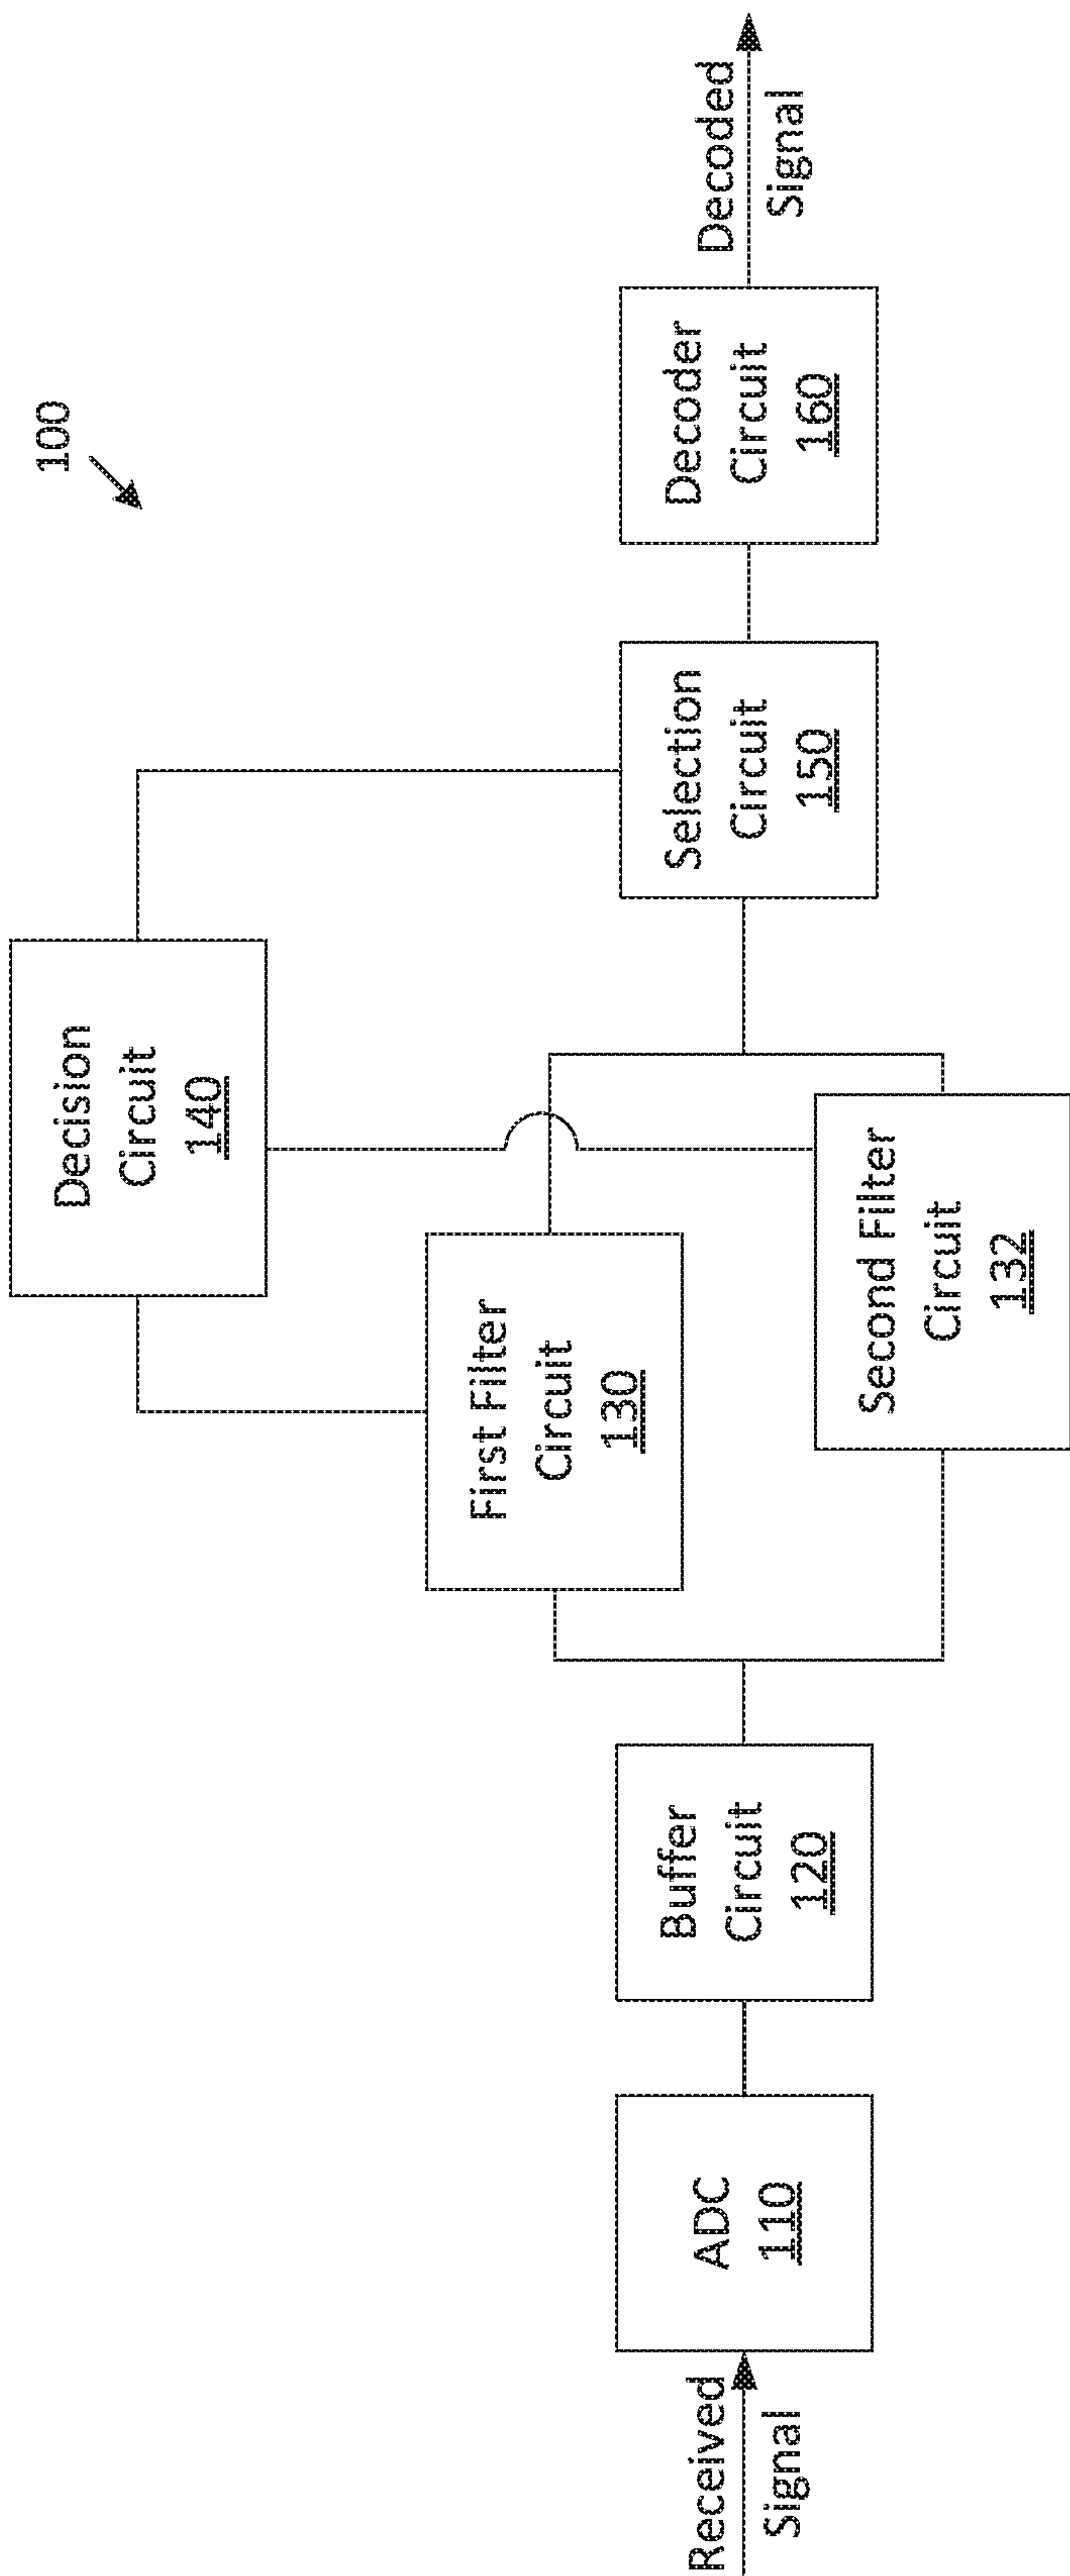 100
Decision
Circuit
140
First Filter
Circuit
130
Received
Signal
ADC
110
Buffer
Circuit
120
Selection
Circuit
150
Decoder
Circuit
160
Decoded
Signal
Second Filter
Circuit
132